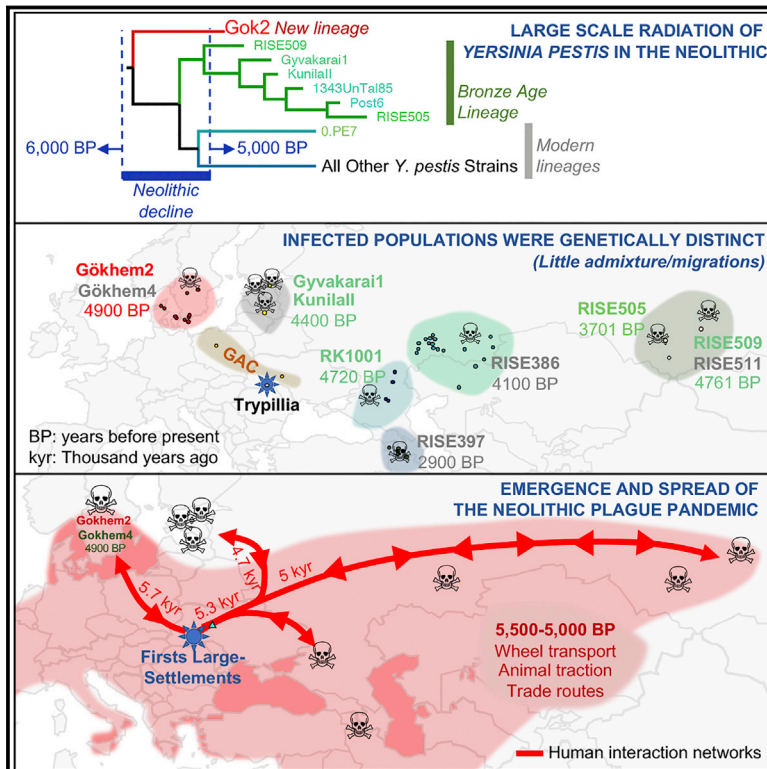 LARGE SCALE RADIATION OF
YERSINIA PESTIS IN THE NEOLITHIC
Gok2 New lineage
RISE509
Gyvakarai1
KunilaII
1343UnTal85
Post6
RISE505
Bronze Age
Lineage
0.PE7
All Other Y. pestis Strains
Modern
lineages
6,000 BP
5,000 BP
Neolithic
decline
INFECTED POPULATIONS WERE GENETICALLY DISTINCT
(Little admixture/migrations)
Gökhem2
Gökhem4
4900 BP
Gyvakarai1
KunilaII
4400 BP
RISE505
3701 BP
RISE509
RISE511
4761 BP
GAC
Trypillia
RK1001
4720 BP
RISE386
4100 BP
RISE397
2900 BP
BP: years before present
kyr: Thousand years ago
EMERGENCE AND SPREAD OF
THE NEOLITHIC PLAGUE PANDEMIC
Gokhem2
Gokhem4
4900 BP
4.7 kyr
5 kyr
5.7 kyr
5.3 kyr
Firsts Large-
Settlements
5,500-5,000 BP
Wheel transport
Animal traction
Trade routes
Human interaction networks